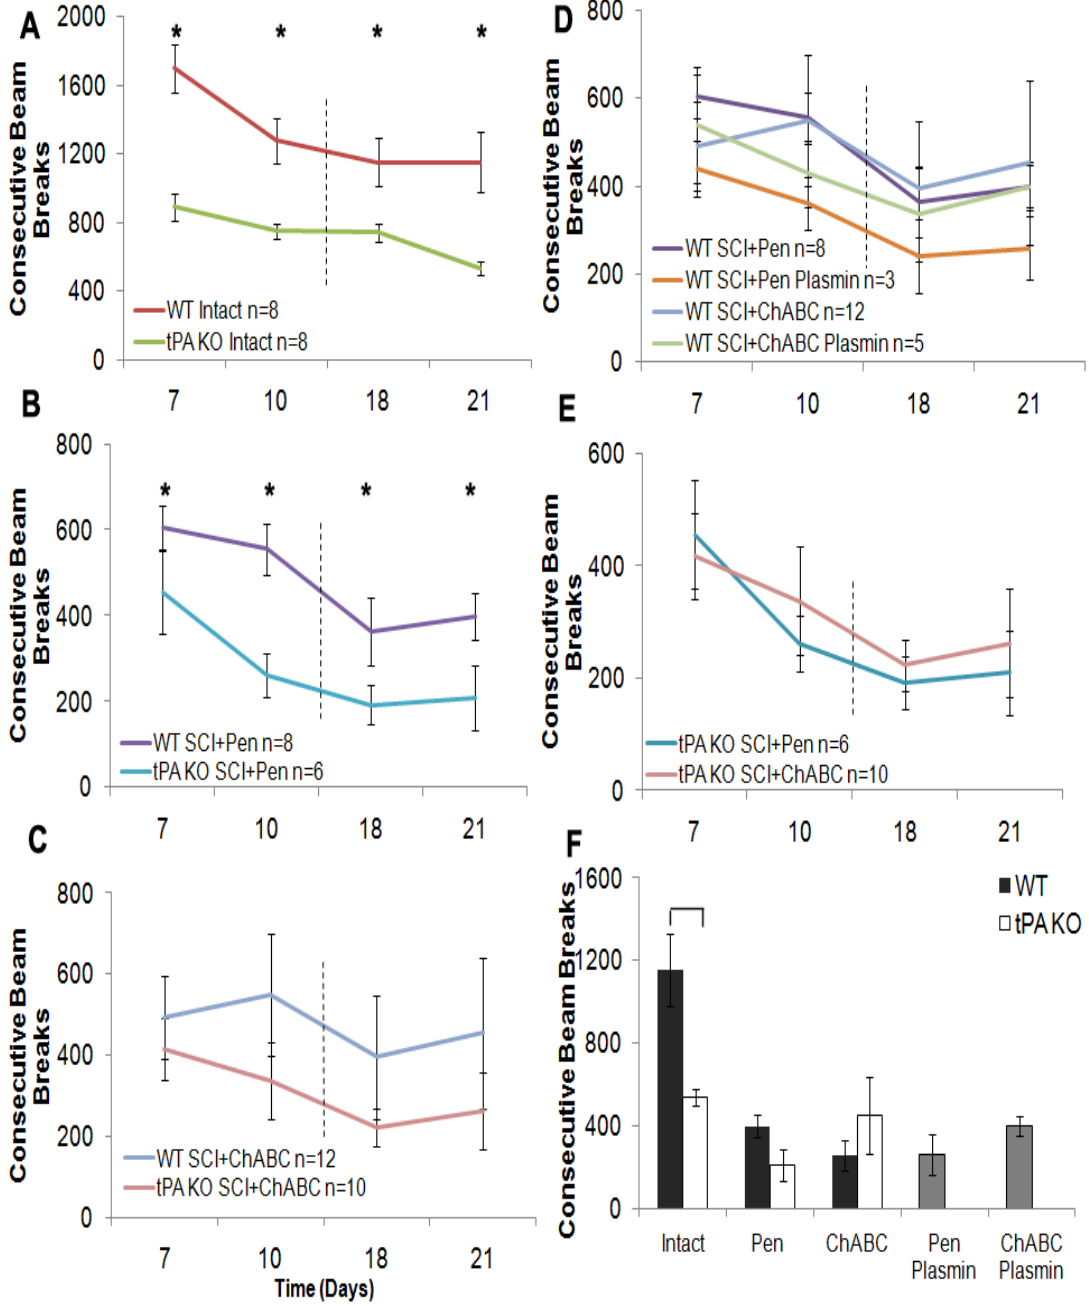 A
2000
1600
1200
800
400
0
Consecutive Beam
Breaks
*
*
*
*
WT Intact n=8
tPA KO Intact n=8
7
10
18
21
B
800
600
400
200
0
Consecutive Beam
Breaks
*
*
*
*
WT SCI+Pen n=8
tPA KO SCI+Pen n=6
7
10
18
21
C
800
600
400
200
0
Consecutive Beam
Breaks
WT SCI+ChABC n=12
tPA KO SCI+ChABC n=10
7
10
18
21
Time (Days)
D
800
600
400
200
0
Consecutive Beam
Breaks
WT SCI+Pen n=8
WT SCI+Pen Plasmin n=3
WT SCI+ChABC n=12
WT SCI+ChABC Plasmin n=5
7
10
18
21
E
600
400
200
0
Consecutive Beam
Breaks
tPA KO SCI+Pen n=6
tPA KO SCI+ChABC n=10
7
10
18
21
F
1600
1200
800
400
0
Consecutive Beam Breaks
WT
tPA KO
Intact
Pen
ChABC
Pen
Plasmin
ChABC
Plasmin